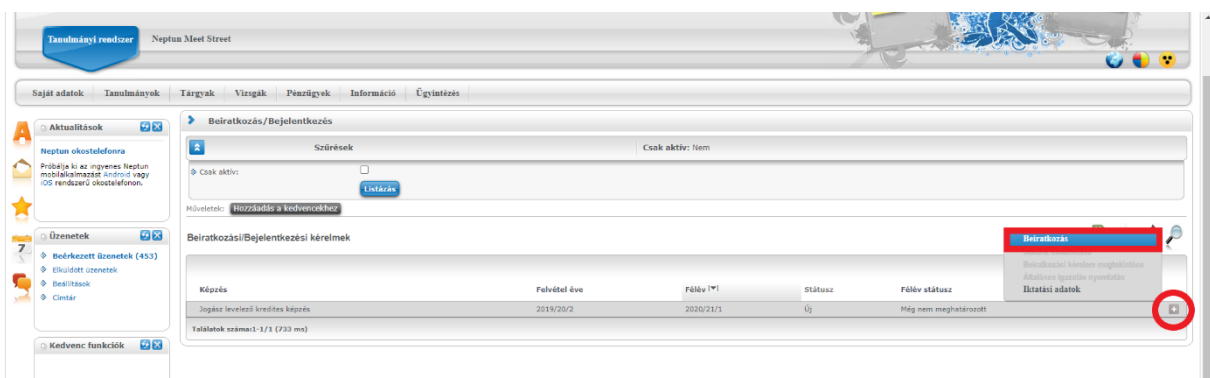 Tanulmányi rendszer Neptun Meet Street
Saját adatok Tanulmányok Tárgyak Vizsgák Pénzügyek Információ Ügyintézés
Aktualitások
Neptun okostelefonra
Próbálja ki az ingyenes Neptun
mobilalkalmazást Android vagy
iOS rendszerű okostelefonon.
7
Üzenetek
Beérkezett üzenetek (453)
Elküldött üzenetek
Beállítások
Címtár
Kedvenc funkciók
Beiratkozás/Bejelentkezés
Szűrések Csak aktív: Nem
Csak aktív:
Listázás
Műveletek: Hozzáadás a kedvencekhez
Beiratkozási/Bejelentkezési kérelmek
Beiratkozás
Beiratkozási kérelem megtekintése
Általános igazolás nyomtatás
Iktatási adatok
Képzés Felvétel éve Félév Státusz Félév státusz
Jogász levelező kredites képzés 2019/20/2 2020/21/1 Új Még nem meghatározott
Találatok száma:1-1/1 (733 ms)